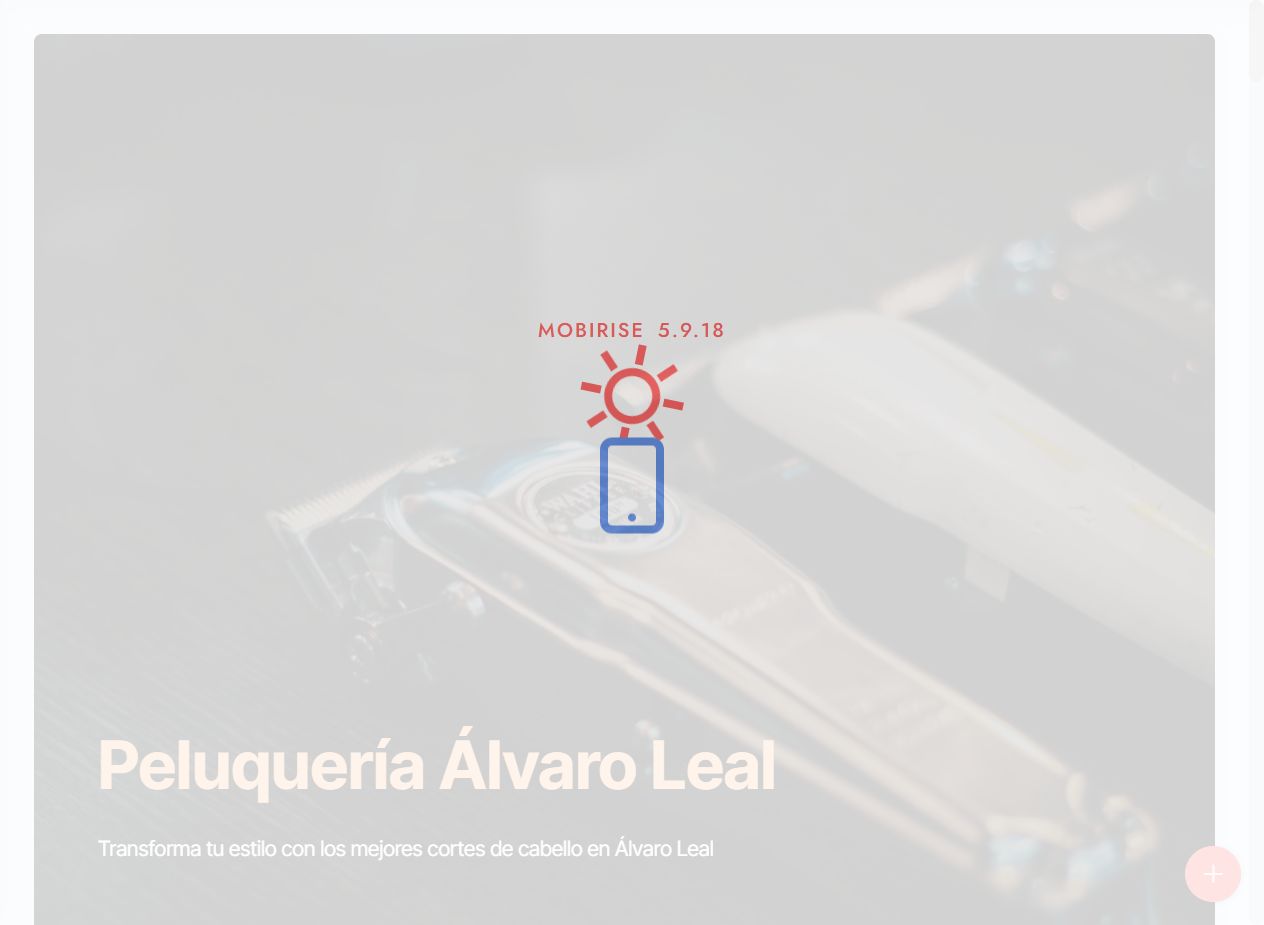 MOBIRISE 5.9.18
WAHL
Peluquería Álvaro Leal
Transforma tu estilo con los mejores cortes de cabello en Álvaro Leal